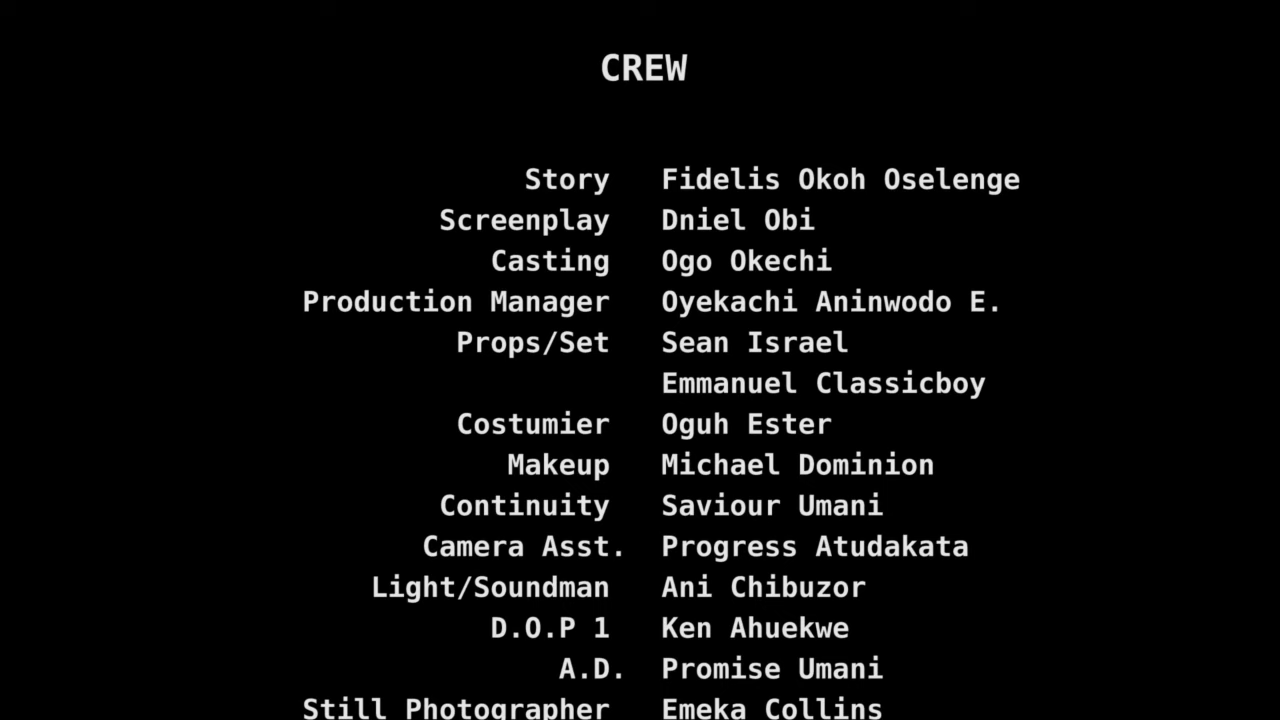 CREW
Story Fidelis Okoh Oselenge
Screenplay Dniel Obi
Casting Ogo Okechi
Production Manager Oyekachi Aninwodo E.
Props/Set Sean Israel
Emmanuel Classicboy
Costumier Oguh Ester
Makeup Michael Dominion
Continuity Saviour Umani
Camera Asst. Progress Atudakata
Light/Soundman Ani Chibuzor
D.O.P 1 Ken Ahuekwe
A.D. Promise Umani
Still Photographer Emeka Collins